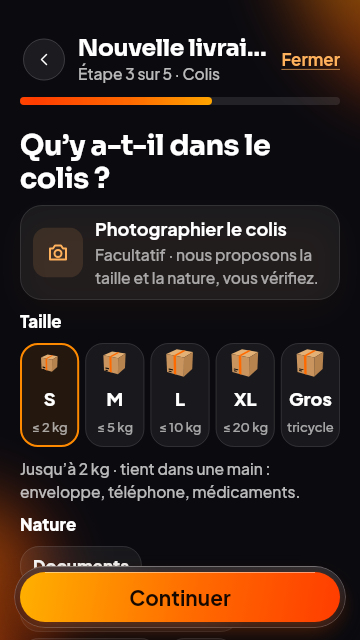 Nouvelle livrai...
Étape 3 sur 5 · Colis
Fermer
Qu’y a-t-il dans le
colis ?
Photographier le colis
Facultatif · nous proposons la
taille et la nature, vous vérifiez.
Taille
S M L XL Gros
≤ 2 kg ≤ 5 kg ≤ 10 kg ≤ 20 kg tricycle
Jusqu’à 2 kg · tient dans une main :
enveloppe, téléphone, médicaments.
Nature
Documents
Continuer